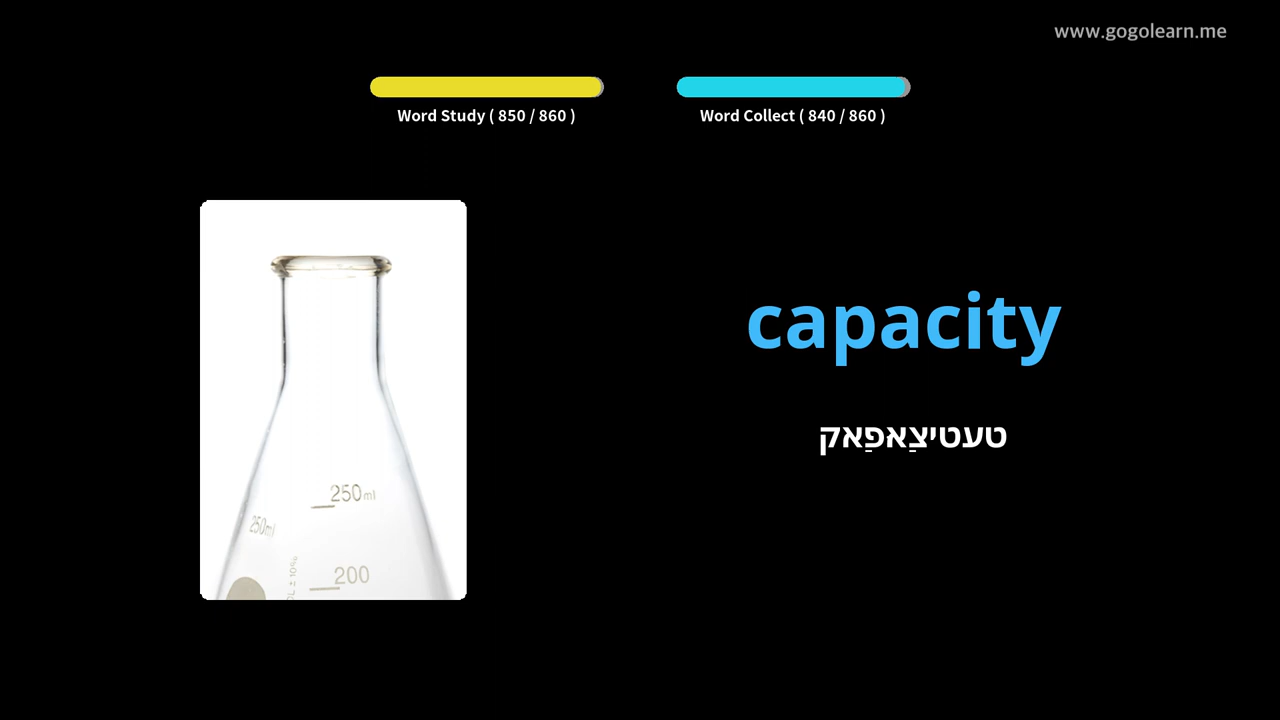 www.gogolearn.me
Word Study ( 850 / 860 )
Word Collect ( 840 / 860 )
capacity
טעטיצַאפַאק
250ml
250ml
200